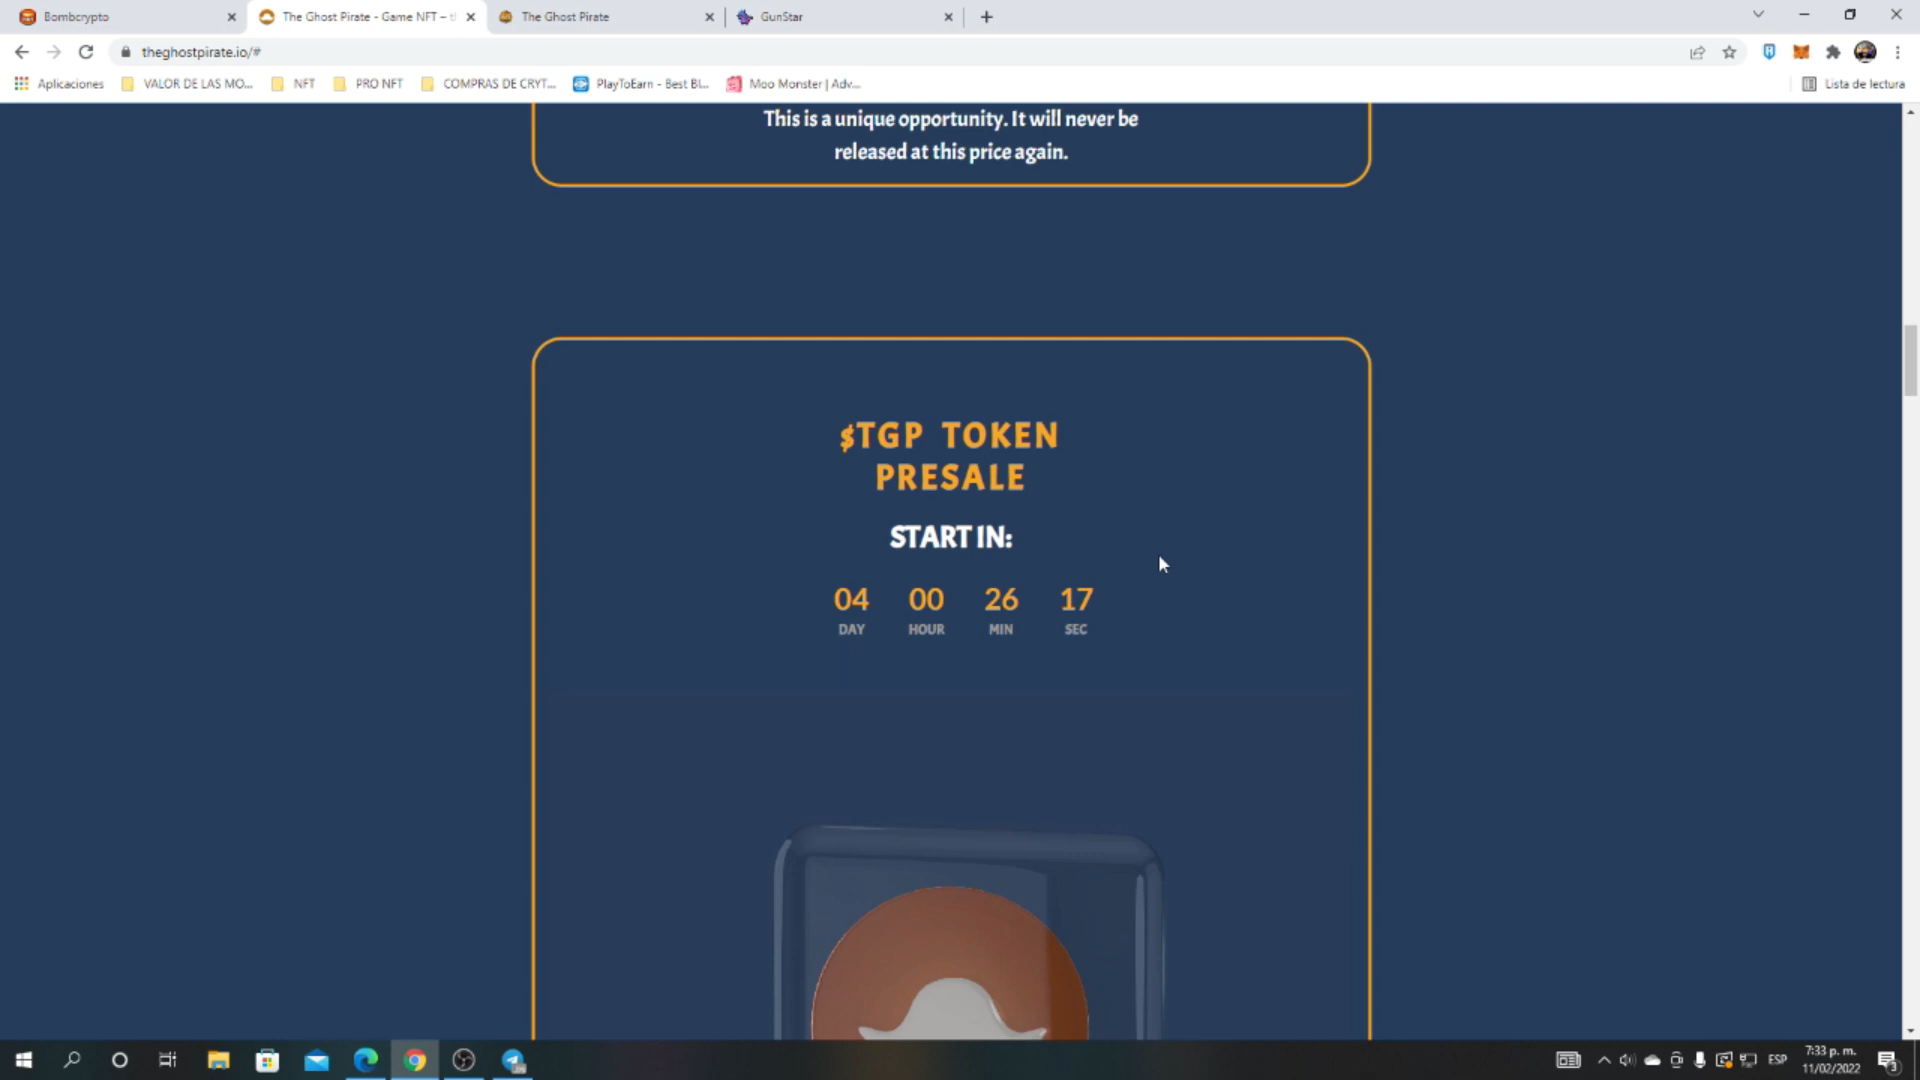 Bombcrypto
The Ghost Pirate - Game NFT – tl
The Ghost Pirate
GunStar
theghostpirate.io/#
Aplicaciones
VALOR DE LAS MO...
NFT
PRO NFT
COMPRAS DE CRYT...
PlayToEarn - Best Bl...
Moo Monster | Adv...
Lista de lectura
This is a unique opportunity. It will never be
released at this price again.
$TGP TOKEN
PRESALE
START IN:
04 00 26 17
DAY HOUR MIN SEC
ESP
7:33 p. m.
11/02/2022
3